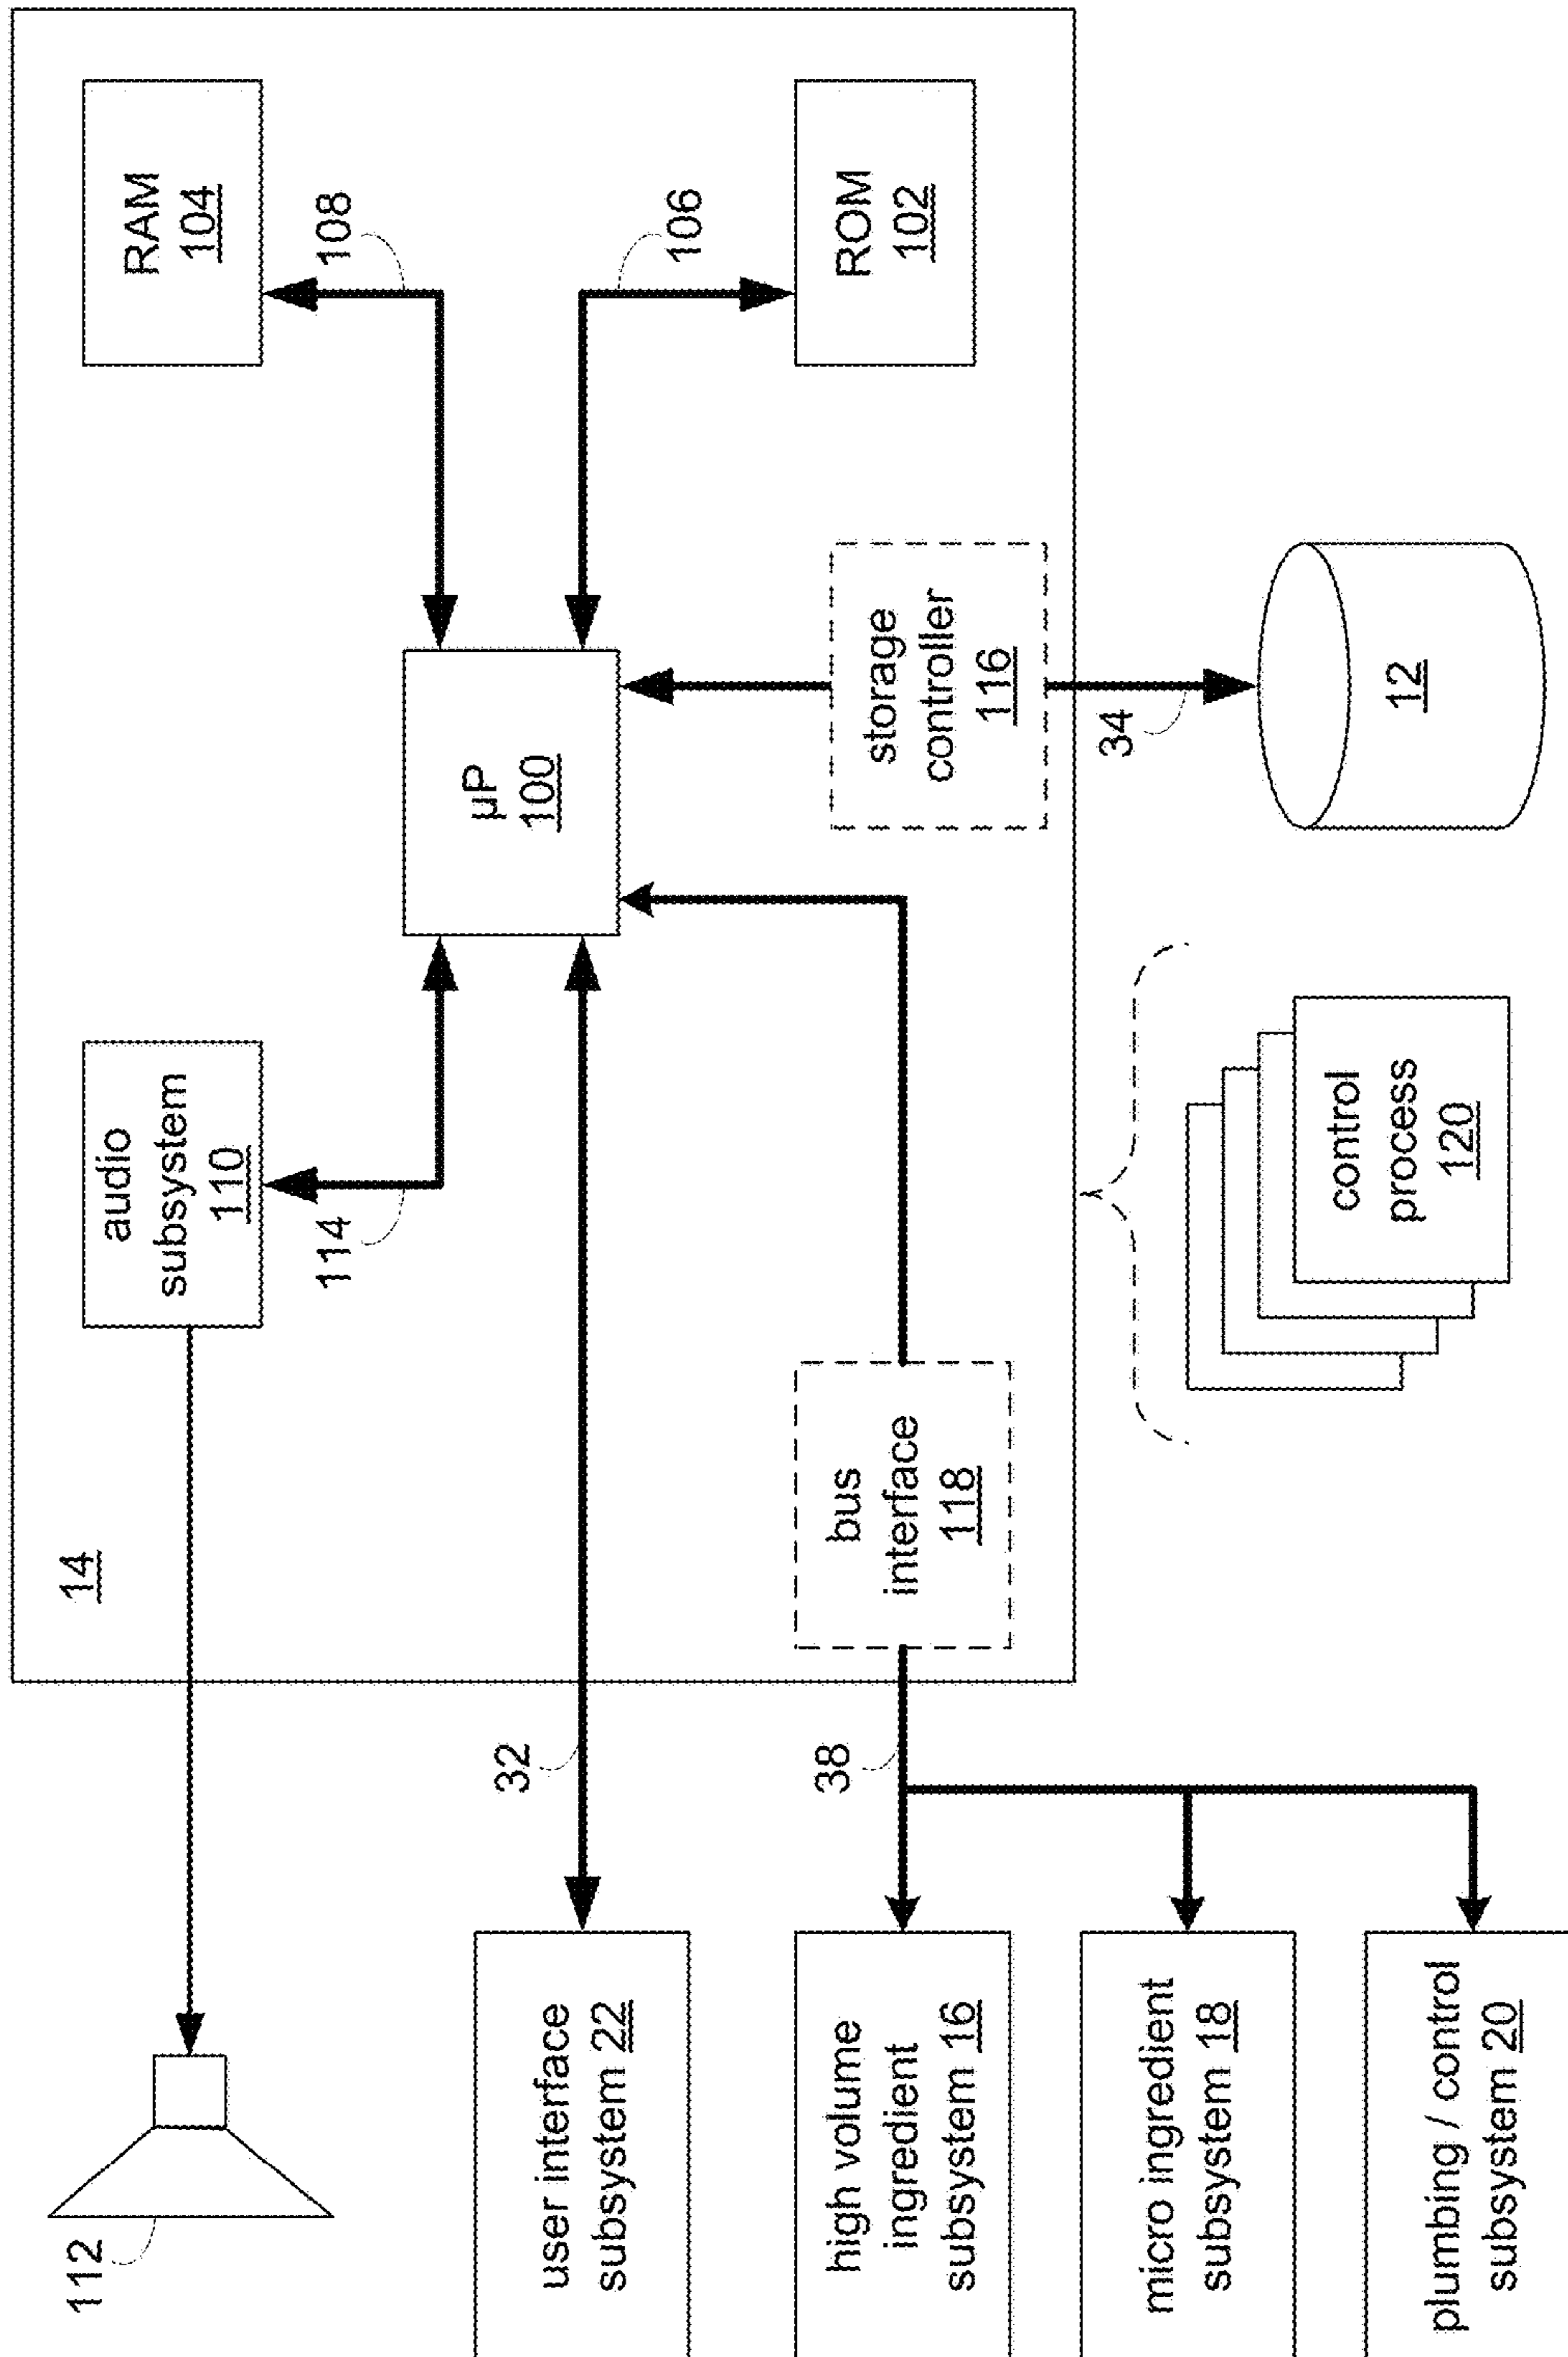 112
14
audio
subsystem
110
114
RAM
104
108
user interface
subsystem 22
32
µP
100
106
high volume
ingredient
subsystem 16
38
bus
interface
118
storage
controller
116
ROM
102
micro ingredient
subsystem 18
34
plumbing / control
subsystem 20
control
process
120
12